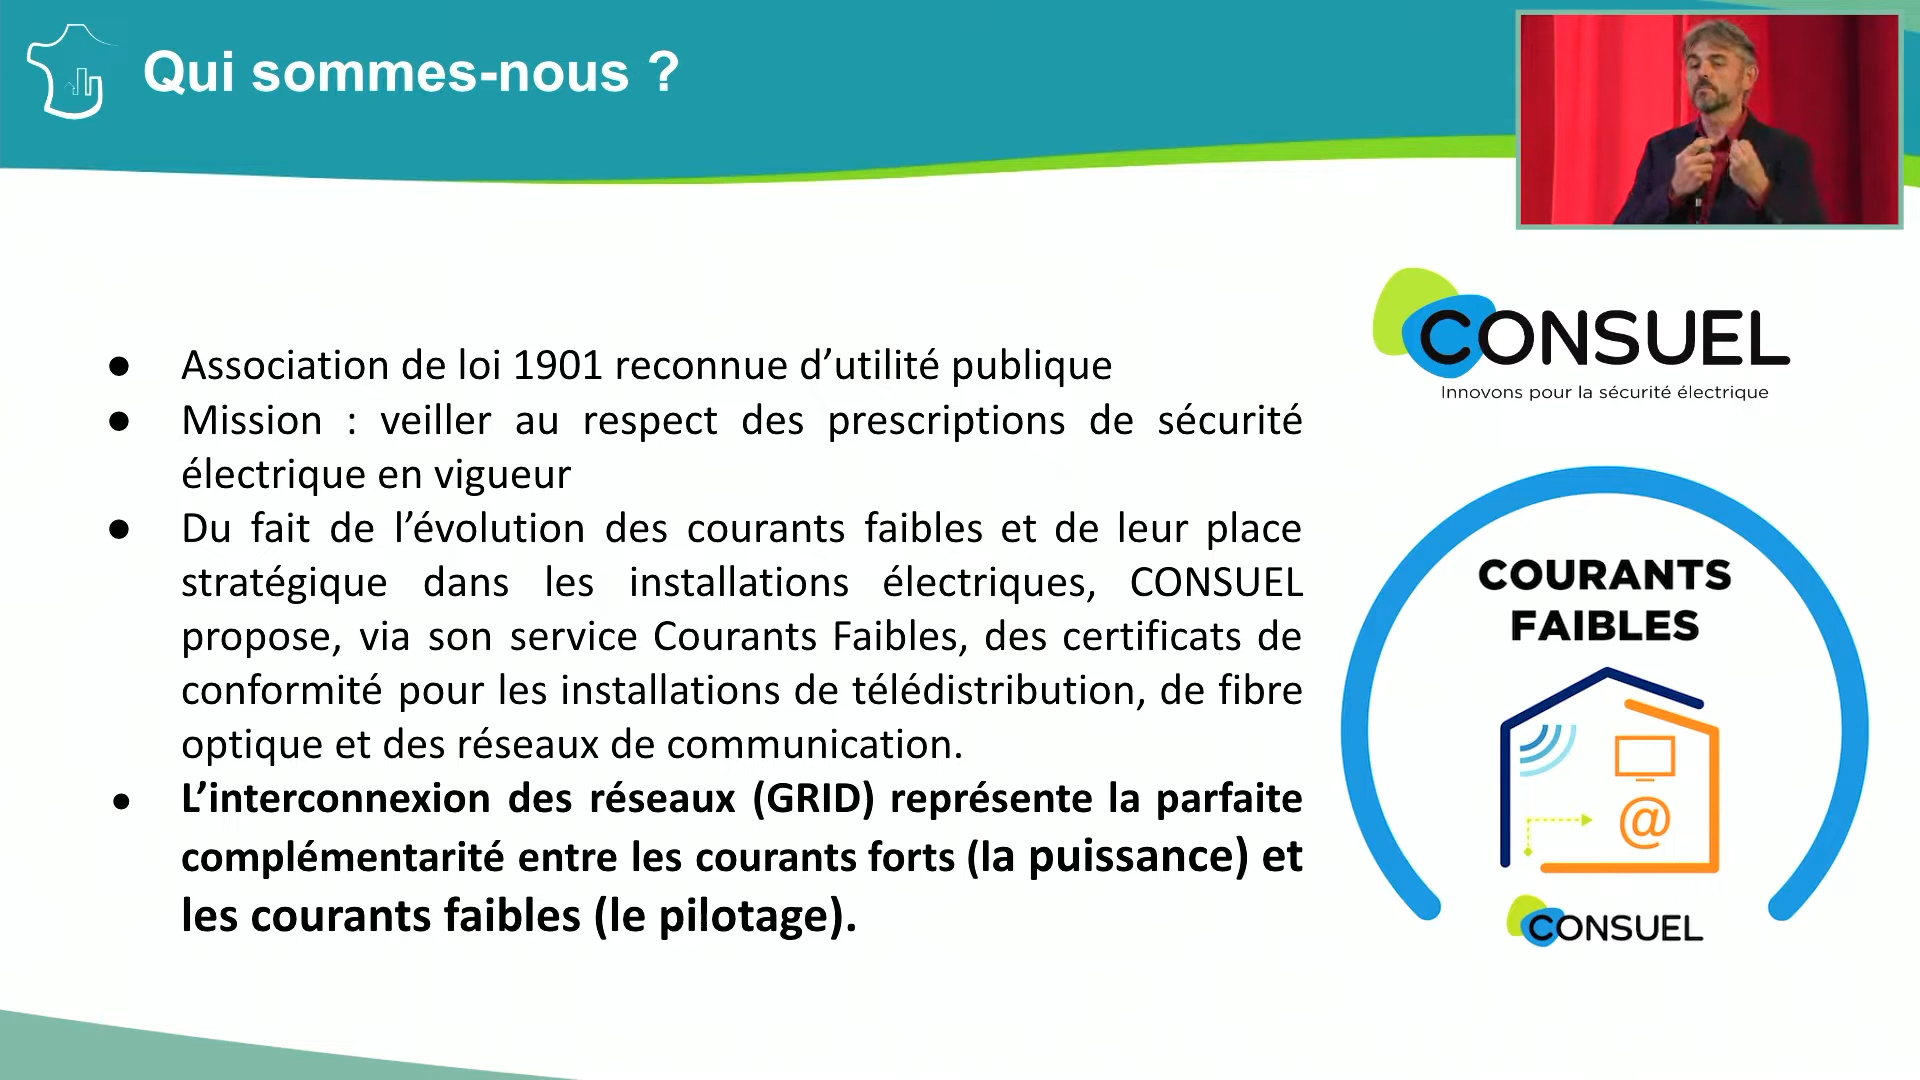 Qui sommes-nous ?
● Association de loi 1901 reconnue d’utilité publique
● Mission : veiller au respect des prescriptions de sécurité
électrique en vigueur
● Du fait de l’évolution des courants faibles et de leur place
stratégique dans les installations électriques, CONSUEL
propose, via son service Courants Faibles, des certificats de
conformité pour les installations de télédistribution, de fibre
optique et des réseaux de communication.
● L’interconnexion des réseaux (GRID) représente la parfaite
complémentarité entre les courants forts (la puissance) et
les courants faibles (le pilotage).
CONSUEL
Innovons pour la sécurité électrique
COURANTS
FAIBLES
@
CONSUEL